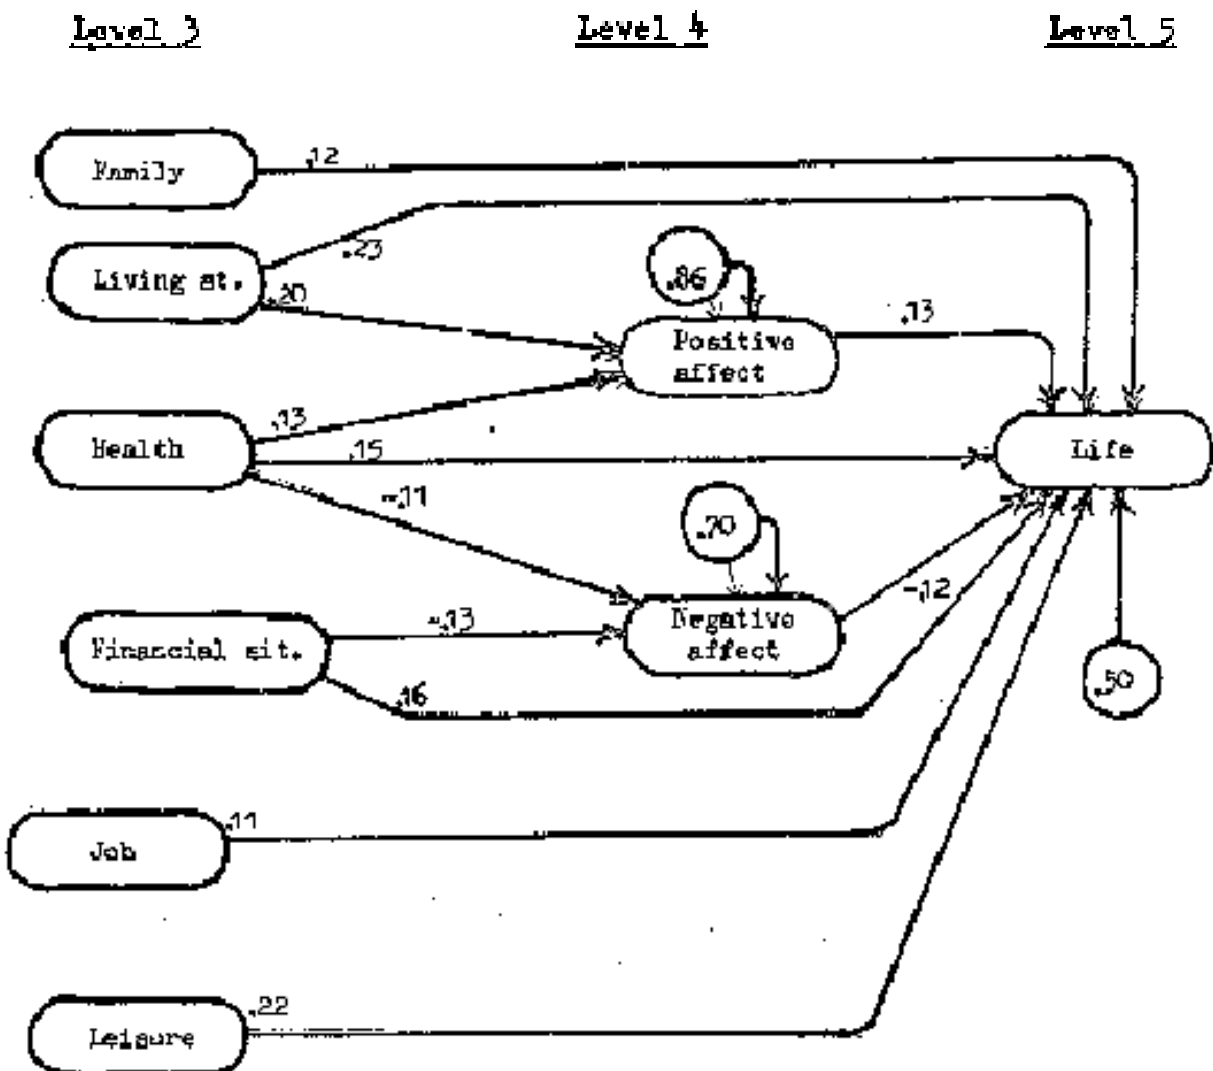 Level 3 Level 4 Level 5
Family
.12
Living st.
.23
.20
.86
Positive
affect
.13
Health
.13
.15
-.11
Life
.70
Negative
affect
-.12
Financial sit.
-.13
.16
.50
Job
.11
Leisure
.22